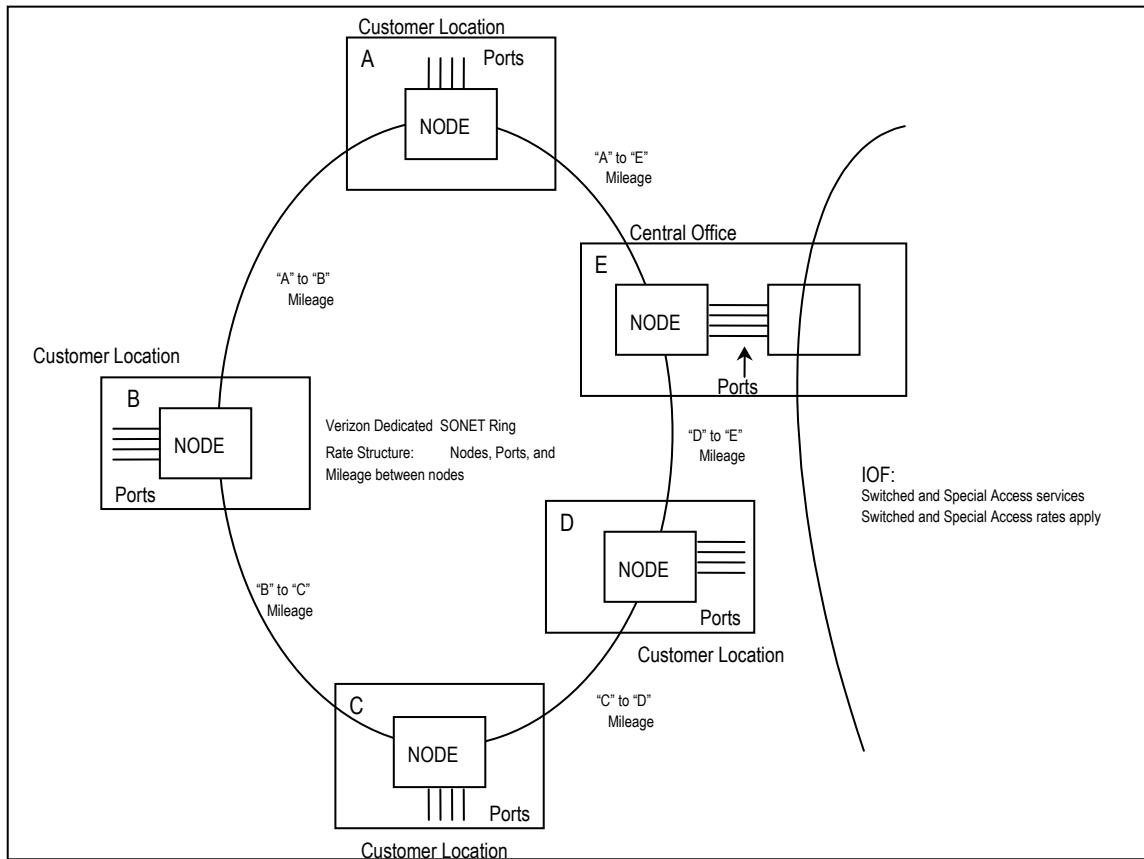 Customer Location
A
Ports
NODE
“A” to “E”
Mileage
Central Office
E
NODE
Ports
“A” to “B”
Mileage
Customer Location
B
NODE
Ports
Verizon Dedicated SONET Ring
Rate Structure: Nodes, Ports, and
Mileage between nodes
“D” to “E”
Mileage
IOF:
Switched and Special Access services
Switched and Special Access rates apply
D
NODE
Ports
Customer Location
“B” to “C”
Mileage
“C” to “D”
Mileage
C
NODE
Ports
Customer Location